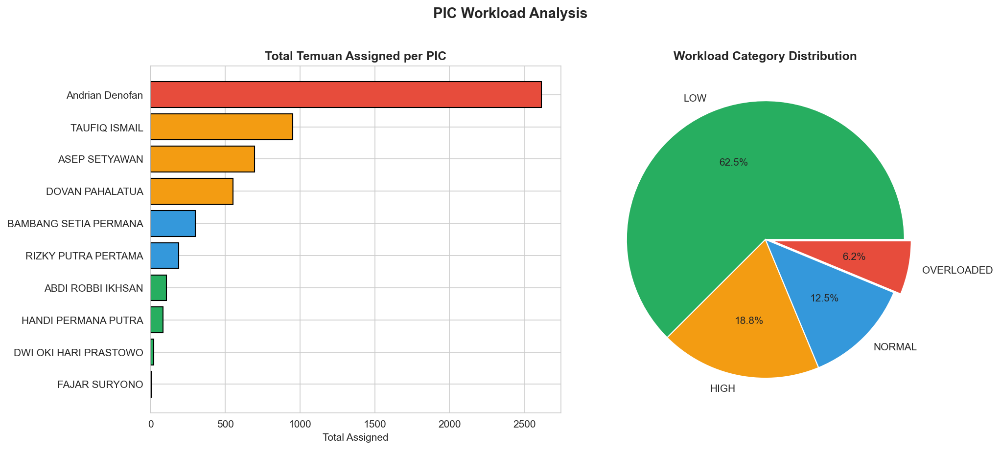 PIC Workload Analysis
Total Temuan Assigned per PIC
Andrian Denofan
TAUFIQ ISMAIL
ASEP SETYAWAN
DOVAN PAHALATUA
BAMBANG SETIA PERMANA
RIZKY PUTRA PERTAMA
ABDI ROBBI IKHSAN
HANDI PERMANA PUTRA
DWI OKI HARI PRASTOWO
FAJAR SURYONO
0 500 1000 1500 2000 2500
Total Assigned
Workload Category Distribution
LOW
62.5%
6.2%
OVERLOADED
12.5%
NORMAL
18.8%
HIGH